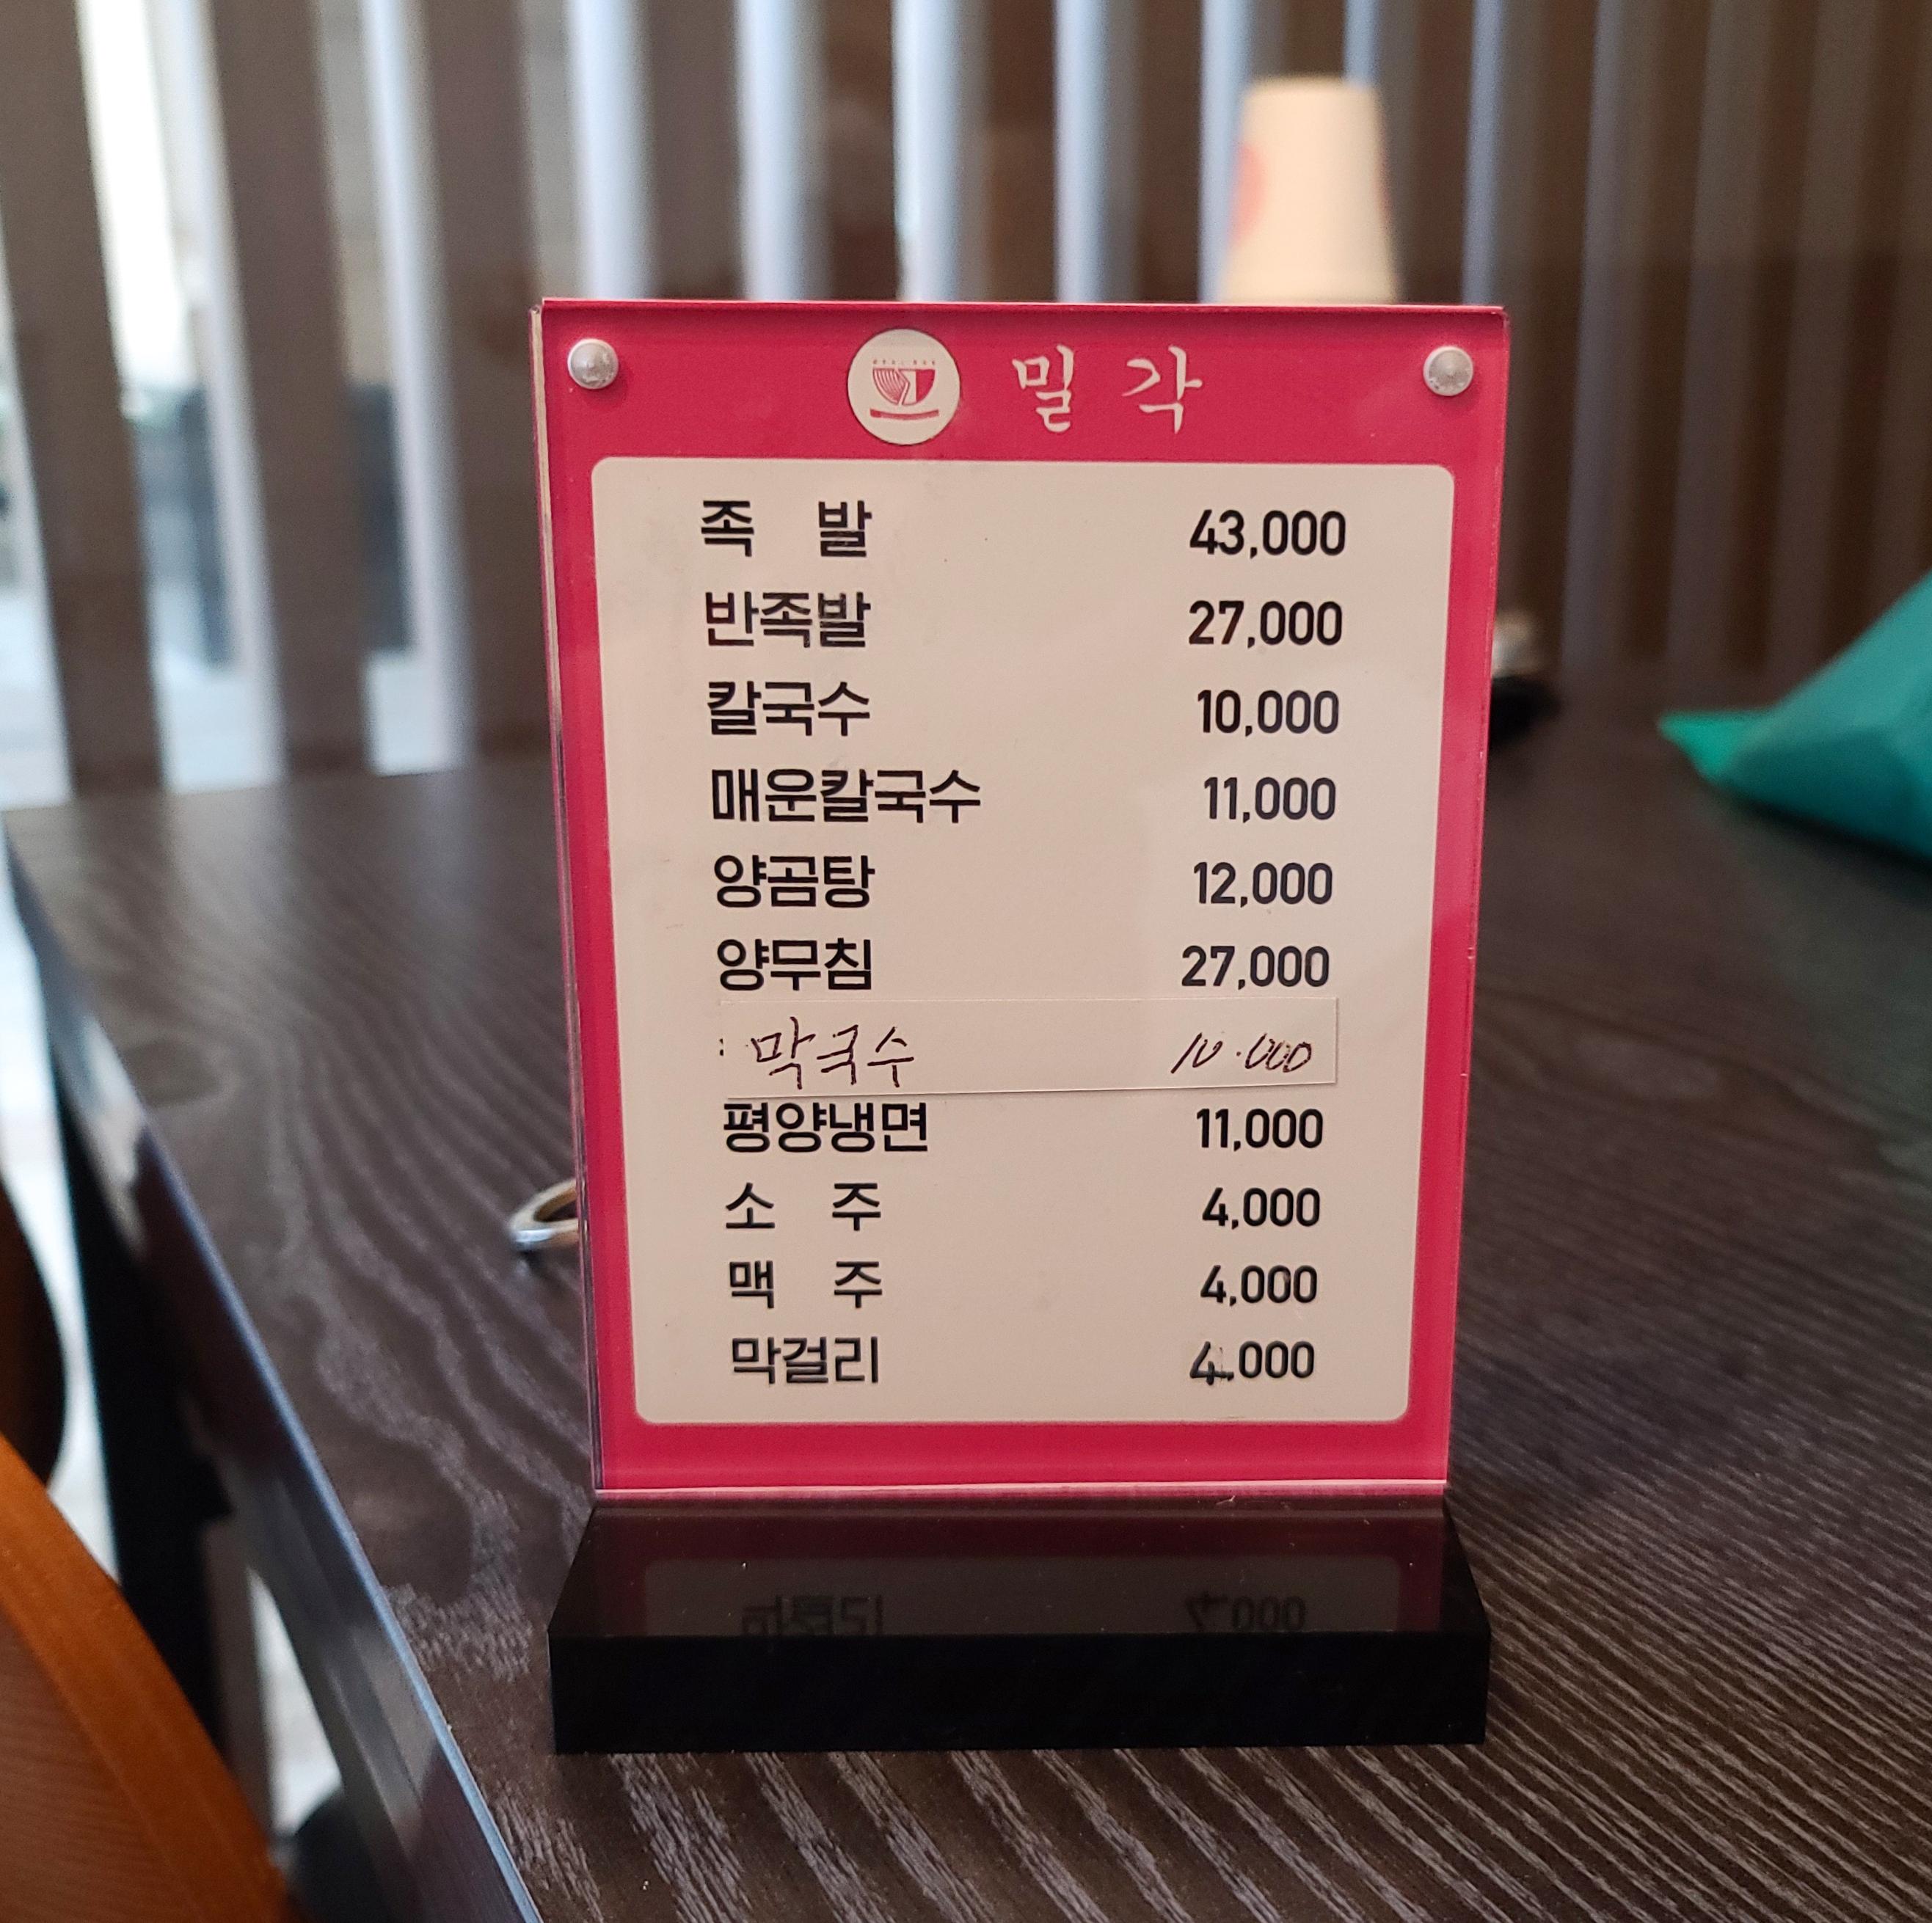 밀각
족 발 43,000
반족발 27,000
칼국수 10,000
매운칼국수 11,000
양곰탕 12,000
양무침 27,000
막국수 10.000
평양냉면 11,000
소 주 4,000
맥 주 4,000
막걸리 4,000